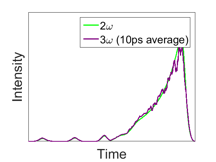 2ω
3ω (10ps average)
Intensity
Time